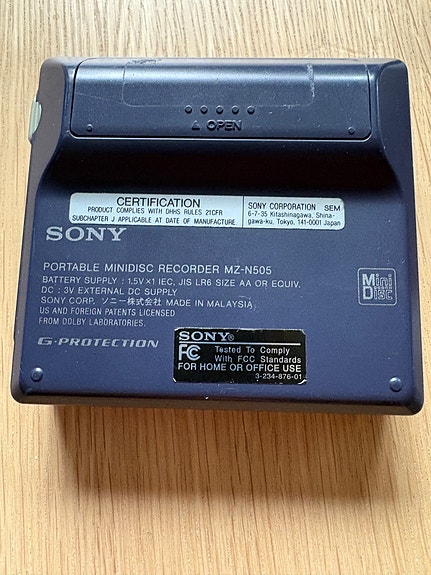 △ OPEN
CERTIFICATION
PRODUCT COMPLIES WITH DHHS RULES 21CFR
SUBCHAPTER J APPLICABLE AT DATE OF MANUFACTURE.
SONY CORPORATION SEM
6-7-35 Kitashinagawa, Shina-
gawa-ku, Tokyo, 141-0001 Japan
SONY
PORTABLE MINIDISC RECORDER MZ-N505
BATTERY SUPPLY : 1.5V×1 IEC, JIS LR6 SIZE AA OR EQUIV.
DC : 3V EXTERNAL DC SUPPLY
SONY CORP. ソニー株式会社 MADE IN MALAYSIA
US AND FOREIGN PATENTS LICENSED
FROM DOLBY LABORATORIES.
G-PROTECTION
Mini
Disc
SONY®
FC Tested To Comply
With FCC Standards
FOR HOME OR OFFICE USE
3-234-876-01